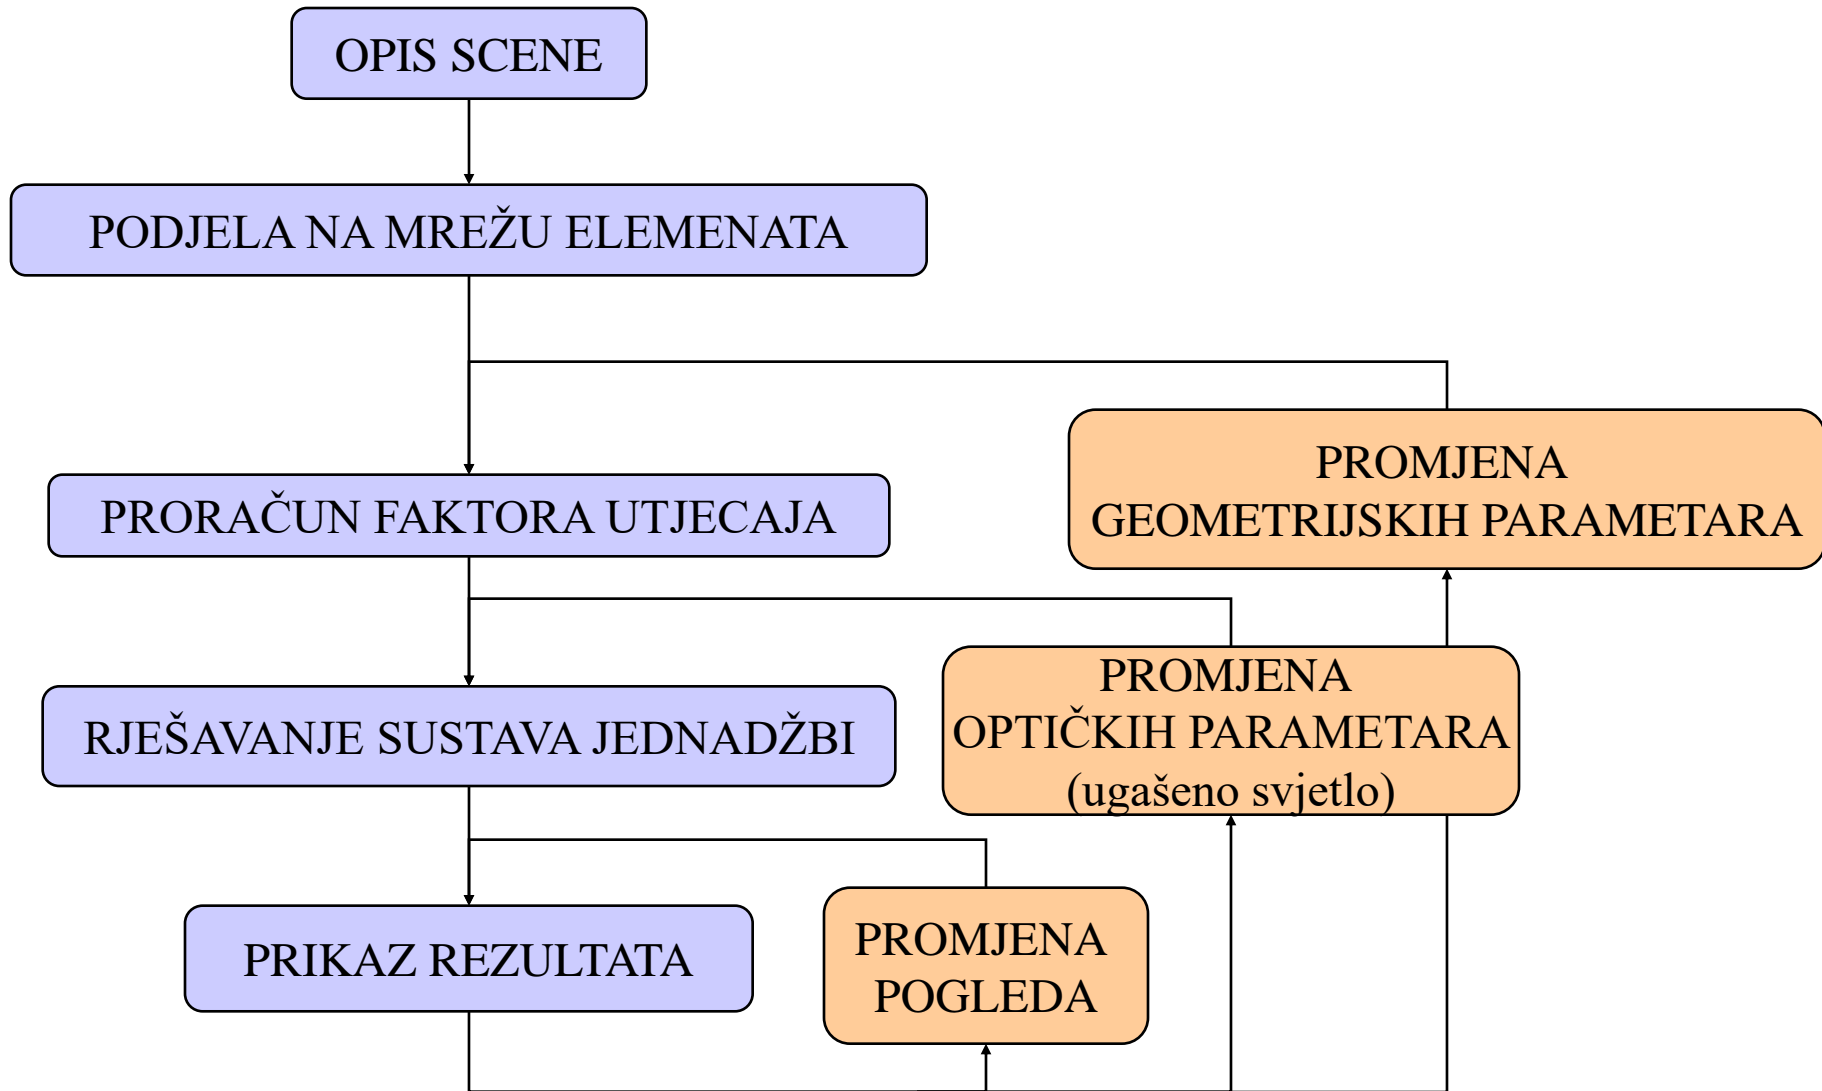 OPIS SCENE
PODJELA NA MREŽU ELEMENATA
PROMJENA
GEOMETRIJSKIH PARAMETARA
PRORAČUN FAKTORA UTJECAJA
PROMJENA
OPTIČKIH PARAMETARA
(ugašeno svjetlo)
RJEŠAVANJE SUSTAVA JEDNADŽBI
PROMJENA
POGLEDA
PRIKAZ REZULTATA